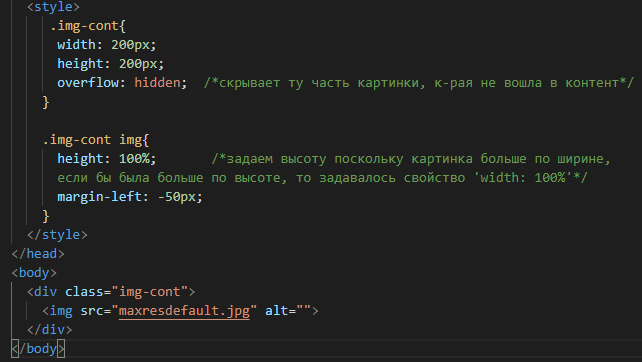 <style>
.img-cont{
width: 200px;
height: 200px;
overflow: hidden;  /*скрывает ту часть картинки, к-рая не вошла в контент*/
}
.img-cont img{
height: 100%;       /*задаем высоту поскольку картинка больше по ширине,
если бы была больше по высоте, то задавалось свойство 'width: 100%'*/
margin-left: -50px;
}
</style>
</head>
<body>
<div class="img-cont">
<img src="maxresdefault.jpg" alt="">
</div>
</body>